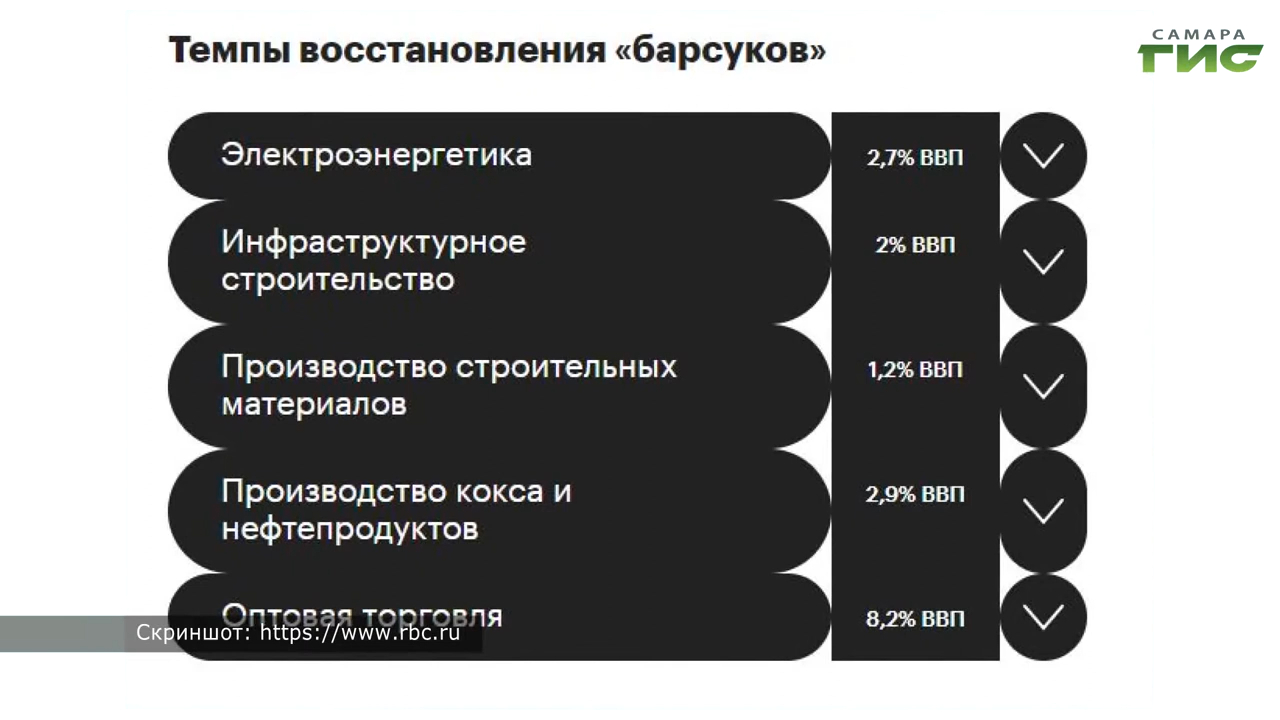 Темпы восстановления «барсуков»
САМАРА
ГИС
Электроэнергетика
2,7% ВВП
Инфраструктурное
строительство
2% ВВП
Производство строительных
материалов
1,2% ВВП
Производство кокса и
нефтепродуктов
2,9% ВВП
Оптовая торговля
8,2% ВВП
Скриншот: https://www.rbc.ru